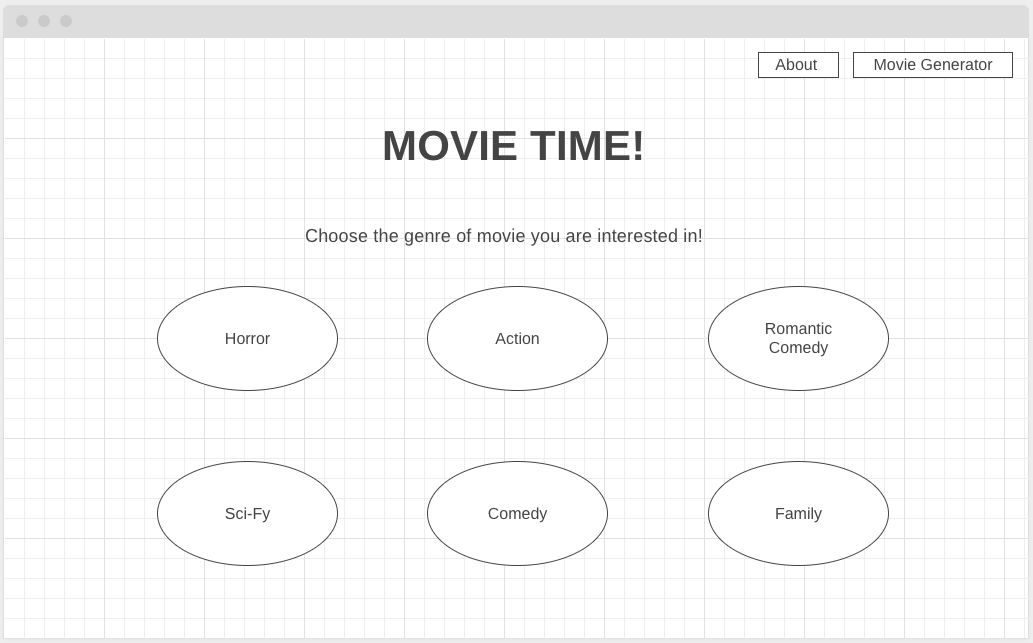 About
Movie Generator
MOVIE TIME!
Choose the genre of movie you are interested in!
Horror
Action
Romantic
Comedy
Sci-Fy
Comedy
Family